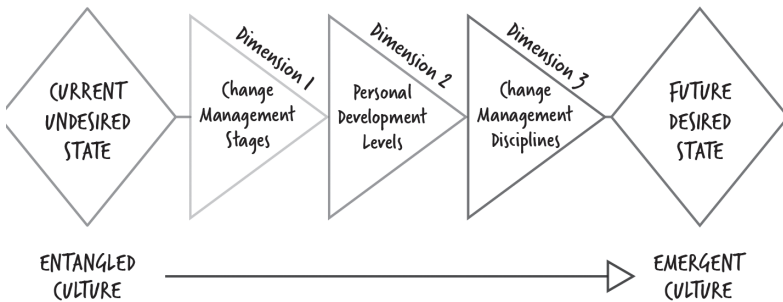 CURRENT
UNDESIRED
STATE
Dimension 1
Change
Management
Stages
Dimension 2
Personal
Development
Levels
Dimension 3
Change
Management
Disciplines
FUTURE
DESIRED
STATE
ENTANGLED
CULTURE
EMERGENT
CULTURE